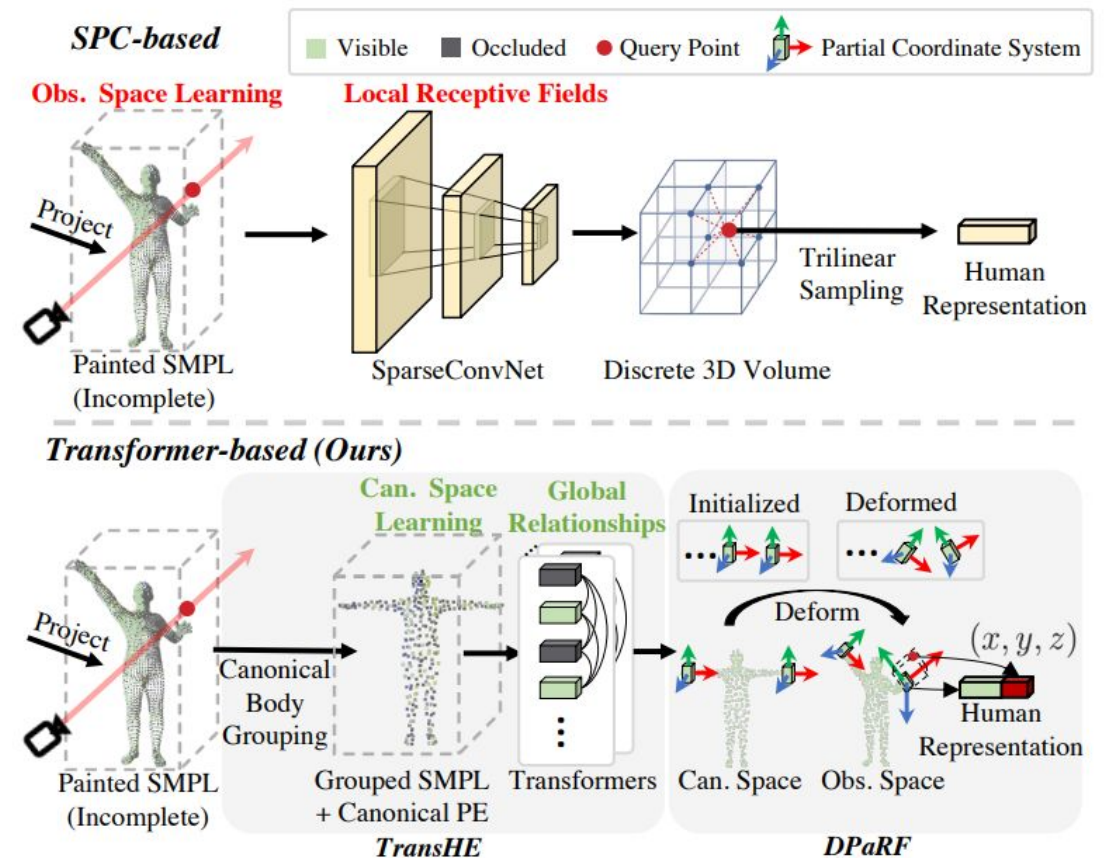 SPC-based
Visible
Occluded
Query Point
Partial Coordinate System
Obs. Space Learning
Local Receptive Fields
Project
Trilinear
Sampling
Human
Representation
Painted SMPL
(Incomplete)
SparseConvNet
Discrete 3D Volume
Transformer-based (Ours)
Can. Space
Learning
Global
Relationships
Initialized
Deformed
Project
Canonical
Body
Grouping
Deform
(x, y, z)
Human
Representation
Painted SMPL
(Incomplete)
Grouped SMPL
+ Canonical PE
Transformers
Can. Space
Obs. Space
TransHE
DPaRF